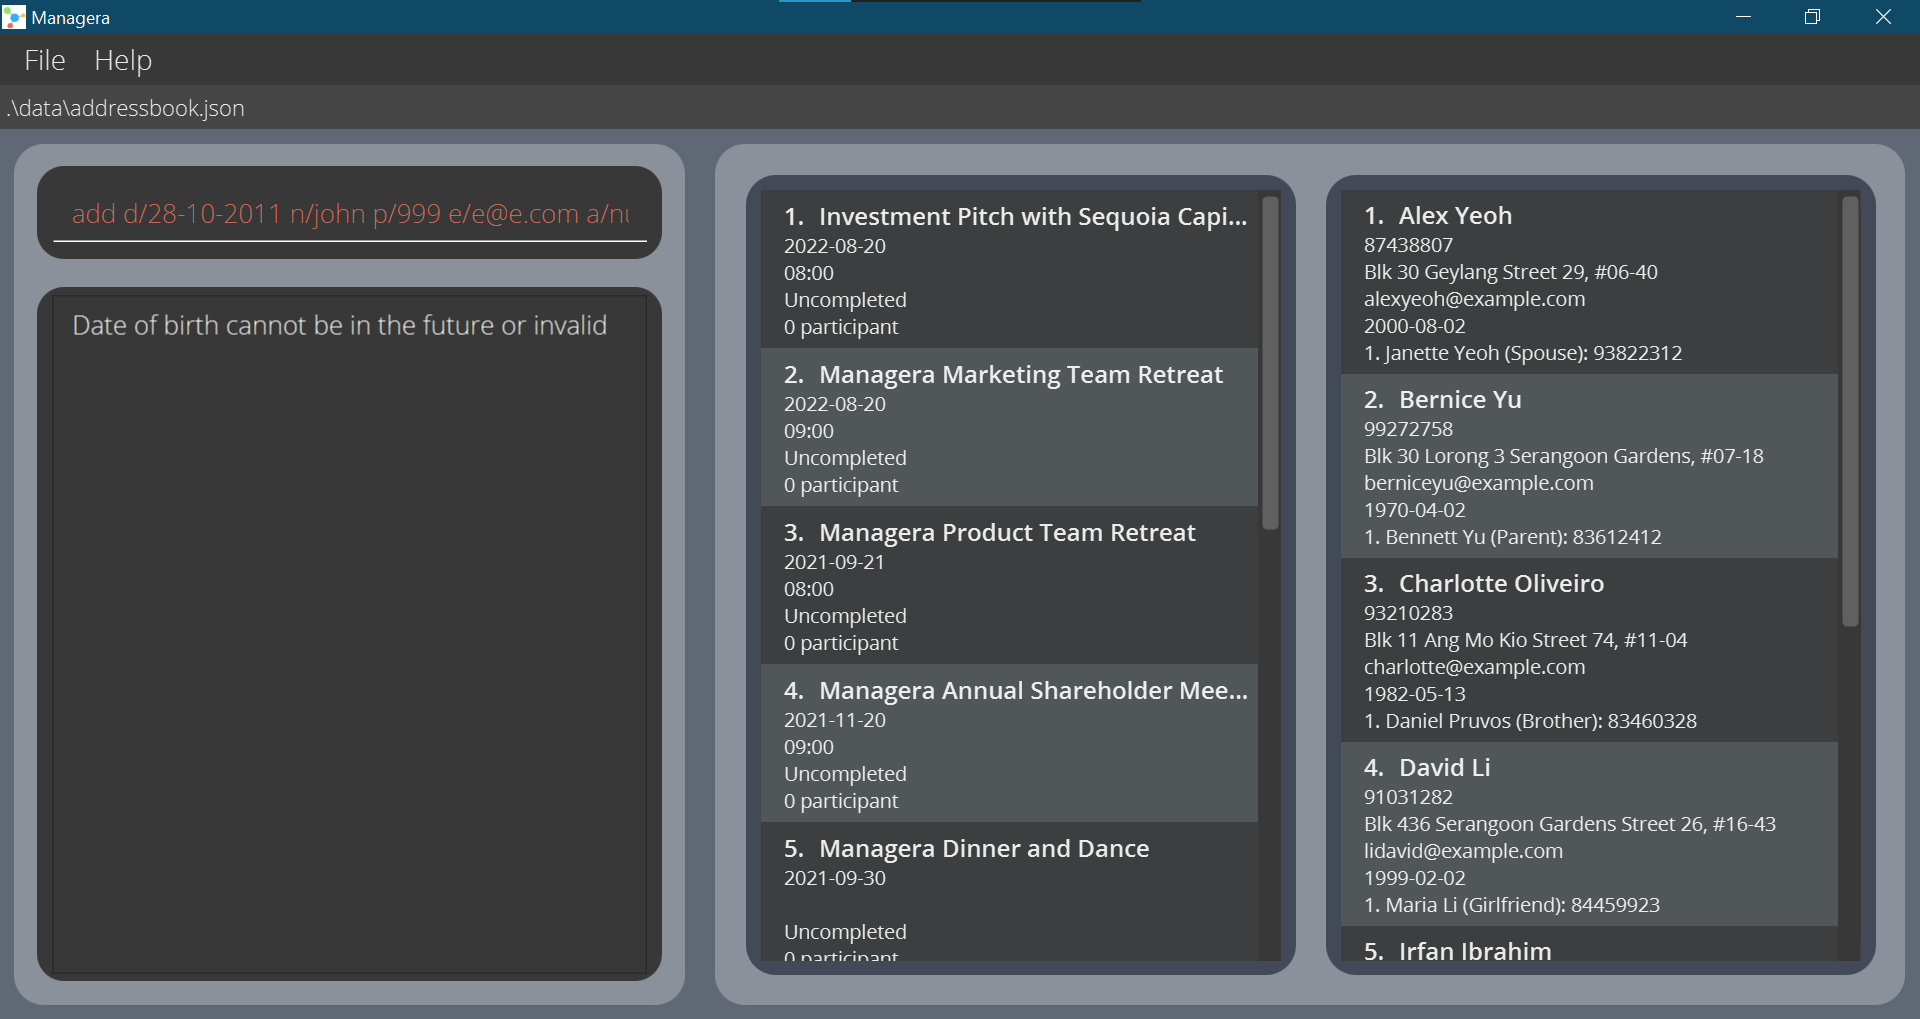 Managera
File Help
.\data\addressbook.json
add d/28-10-2011 n/john p/999 e/e@e.com a/nu
Date of birth cannot be in the future or invalid
1. Investment Pitch with Sequoia Capi...
2022-08-20
08:00
Uncompleted
0 participant
2. Managera Marketing Team Retreat
2022-08-20
09:00
Uncompleted
0 participant
3. Managera Product Team Retreat
2021-09-21
08:00
Uncompleted
0 participant
4. Managera Annual Shareholder Mee...
2021-11-20
09:00
Uncompleted
0 participant
5. Managera Dinner and Dance
2021-09-30
Uncompleted
0 participant
1. Alex Yeoh
87438807
Blk 30 Geylang Street 29, #06-40
alexyeoh@example.com
2000-08-02
1. Janette Yeoh (Spouse): 93822312
2. Bernice Yu
99272758
Blk 30 Lorong 3 Serangoon Gardens, #07-18
berniceyu@example.com
1970-04-02
1. Bennett Yu (Parent): 83612412
3. Charlotte Oliveiro
93210283
Blk 11 Ang Mo Kio Street 74, #11-04
charlotte@example.com
1982-05-13
1. Daniel Pruvos (Brother): 83460328
4. David Li
91031282
Blk 436 Serangoon Gardens Street 26, #16-43
lidavid@example.com
1999-02-02
1. Maria Li (Girlfriend): 84459923
5. Irfan Ibrahim